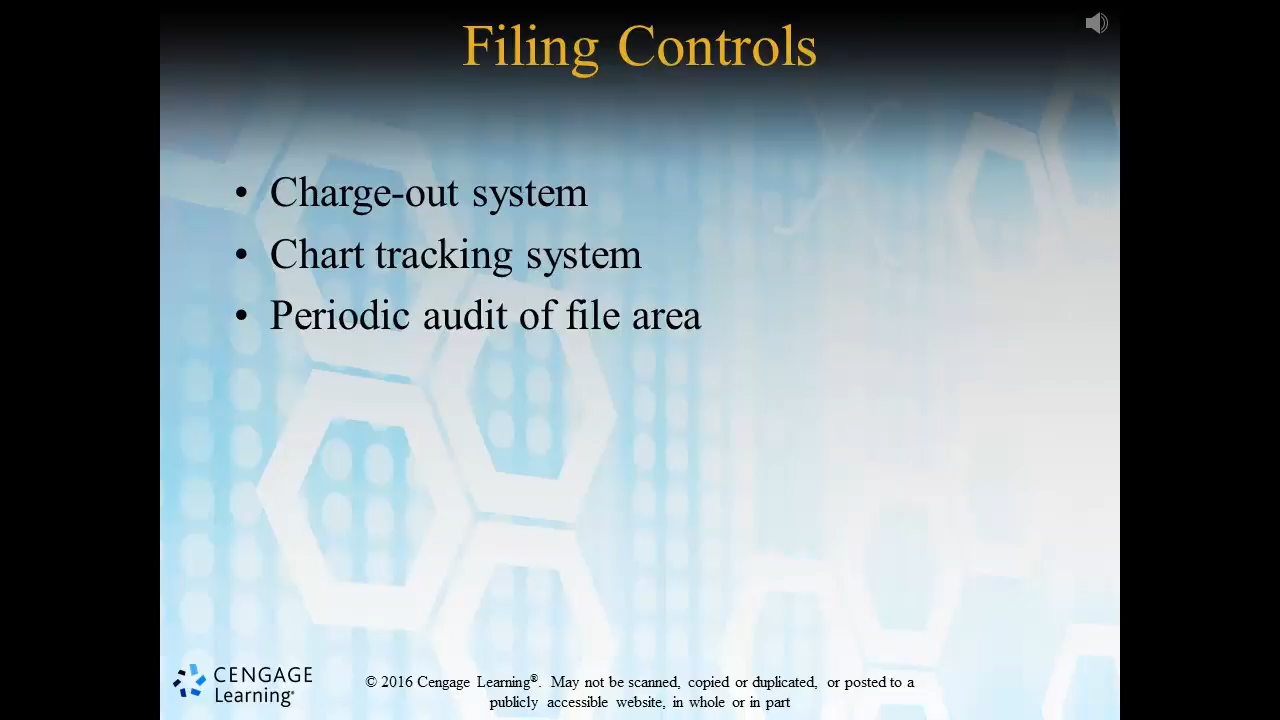 Filing Controls
• Charge-out system
• Chart tracking system
• Periodic audit of file area
CENGAGE
Learning®
© 2016 Cengage Learning®. May not be scanned, copied or duplicated, or posted to a
publicly accessible website, in whole or in part